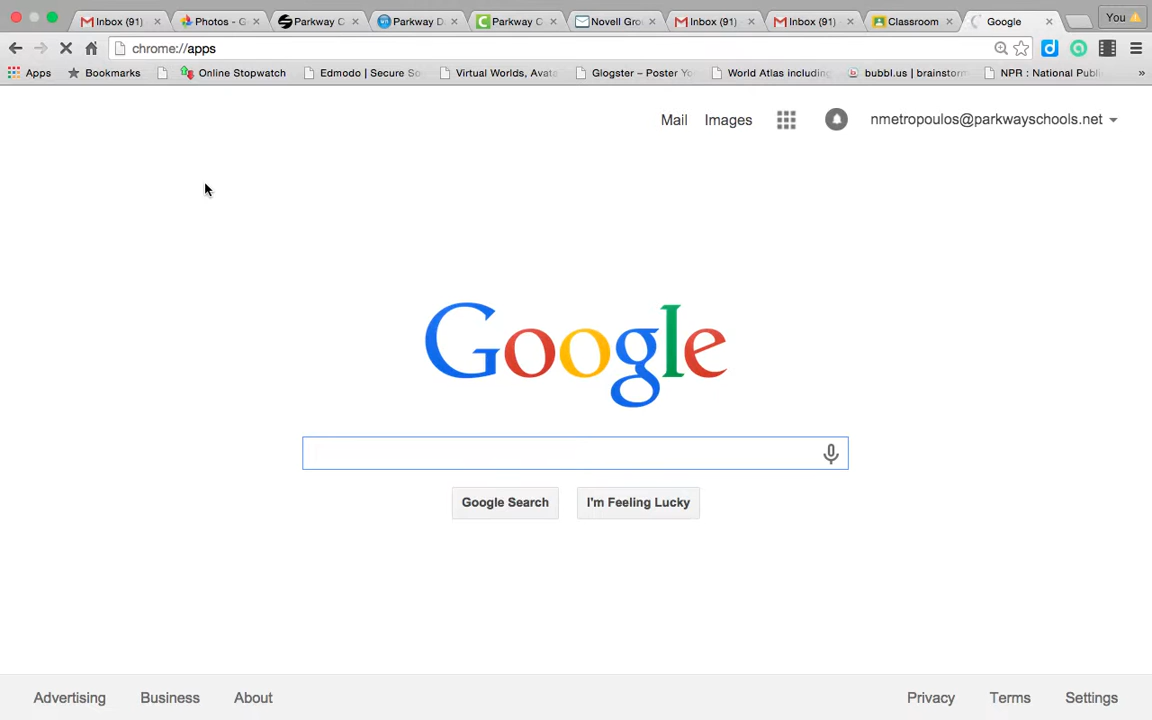 Inbox (91) Photos - G Parkway C Parkway D Parkway C Novell Gro Inbox (91) Inbox (91) Classroom Google You
chrome://apps
Apps Bookmarks Online Stopwatch Edmodo | Secure So Virtual Worlds, Avata Glogster – Poster Yo World Atlas including bubbl.us | brainstorm NPR : National Publi »
Mail Images nmetropoulos@parkwayschools.net
Google
Google Search I'm Feeling Lucky
Advertising Business About Privacy Terms Settings